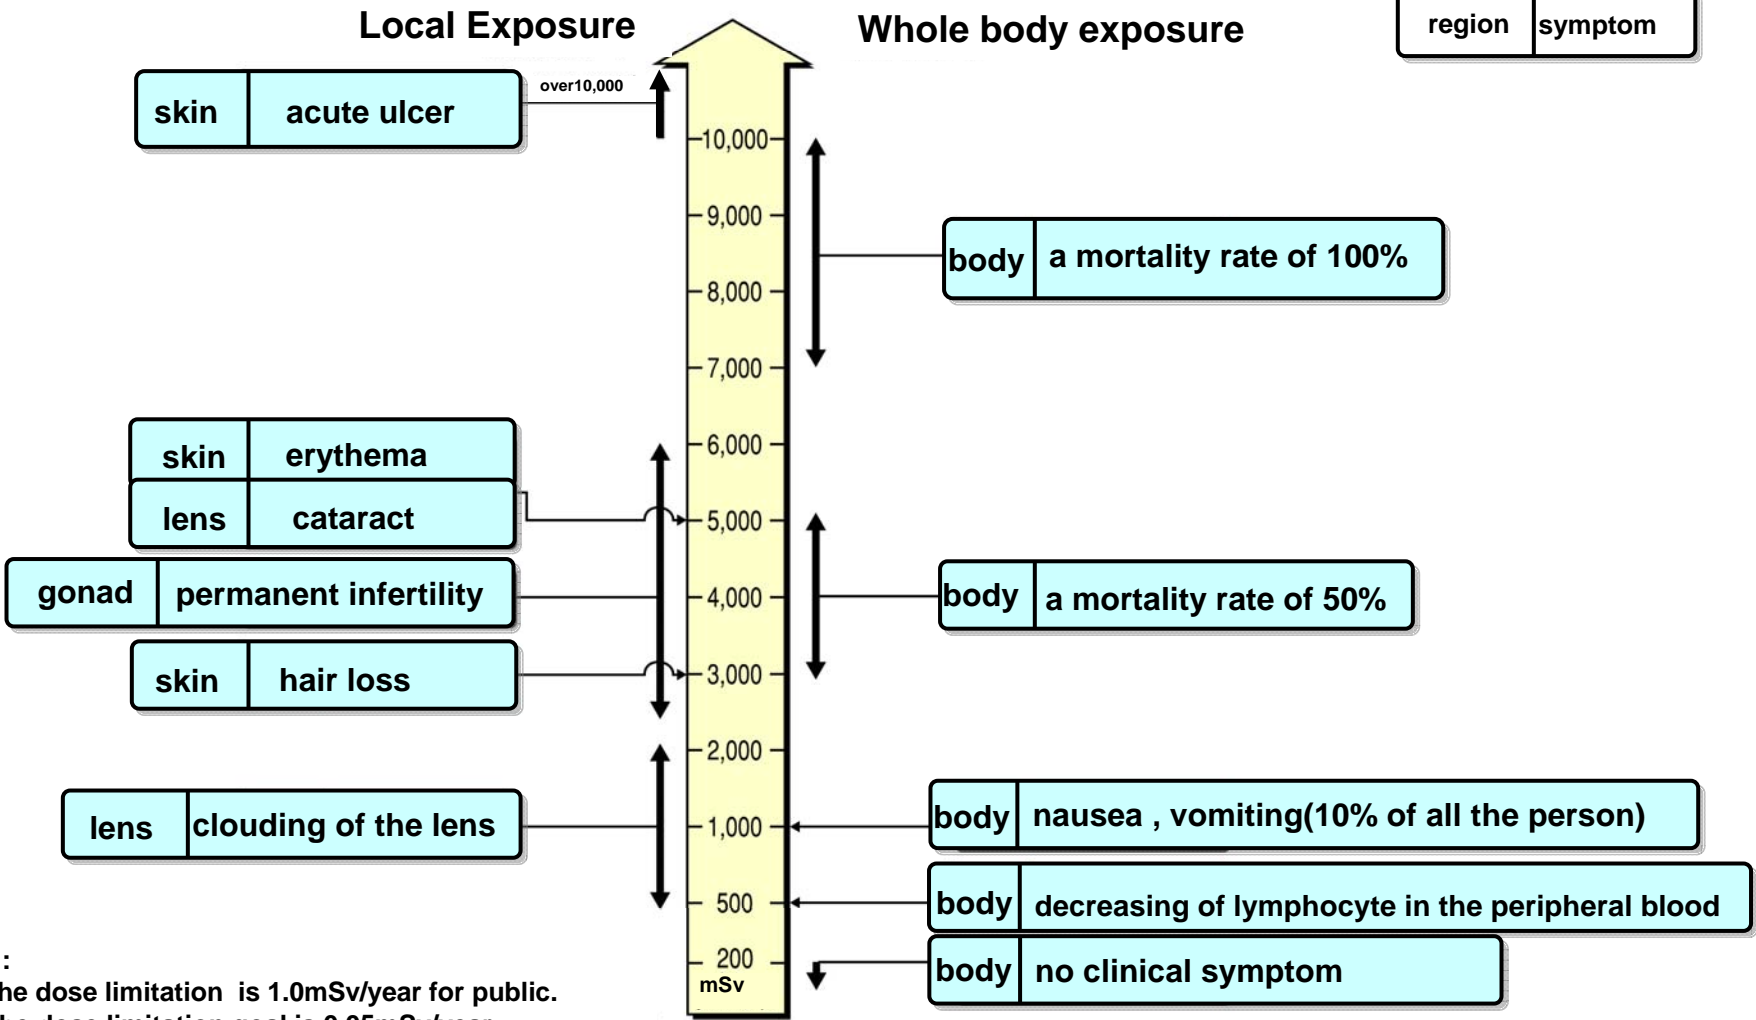 Local Exposure
Whole body exposure
region symptom
skin acute ulcer
over10,000
10,000
9,000
body a mortality rate of 100%
8,000
7,000
skin erythema
6,000
lens cataract
5,000
gonad permanent infertility
4,000
body a mortality rate of 50%
skin hair loss
3,000
2,000
lens clouding of the lens
1,000
body nausea , vomiting(10% of all the person)
500
body decreasing of lymphocyte in the peripheral blood
200
mSv
body no clinical symptom
:
he dose limitation is 1.0mSv/year for public.